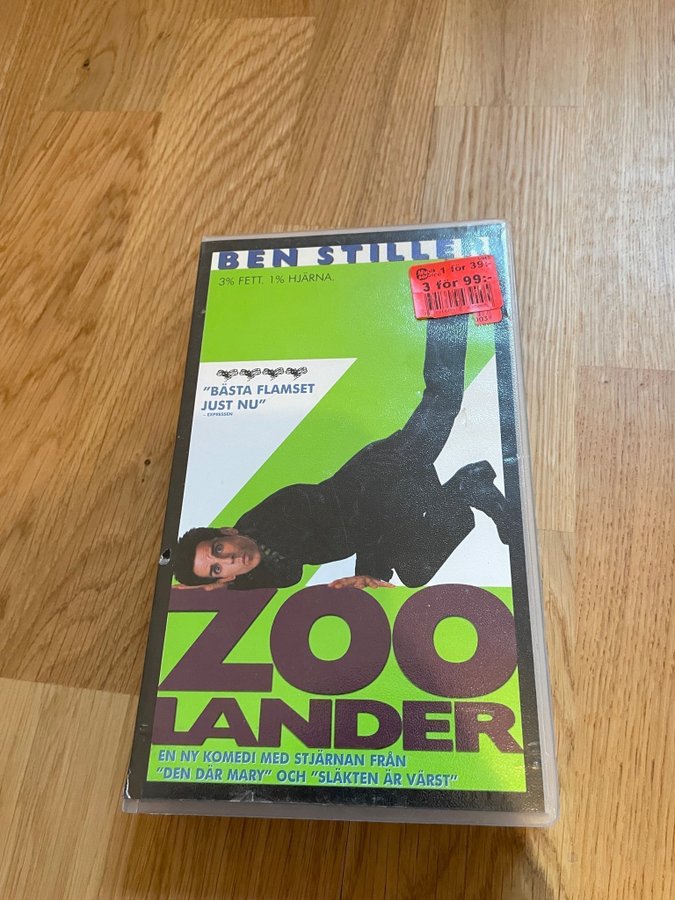 BEN STILLER
3% FETT. 1% HJÄRNA.
1 för 39:-
3 för 99:-
"BÄSTA FLAMSET
JUST NU"
- EXPRESSEN
ZOO
LANDER
EN NY KOMEDI MED STJÄRNAN FRÅN
"DEN DÄR MARY" OCH "SLÄKTEN ÄR VÄRST"